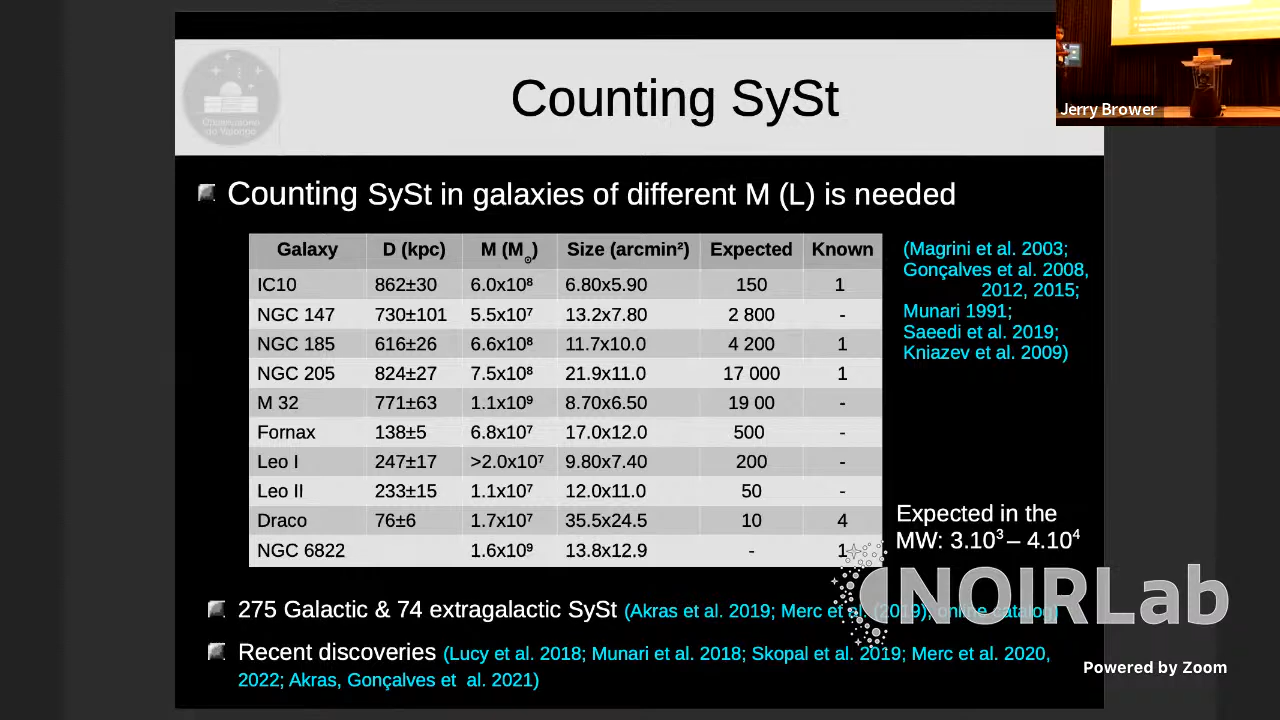 Counting SySt
Observatório
do Valongo
Jerry Brower
Counting SySt in galaxies of different M (L) is needed
Galaxy D (kpc) M (M☉) Size (arcmin²) Expected Known
IC10 862±30 6.0x10⁸ 6.80x5.90 150 1
NGC 147 730±101 5.5x10⁷ 13.2x7.80 2 800 -
NGC 185 616±26 6.6x10⁸ 11.7x10.0 4 200 1
NGC 205 824±27 7.5x10⁸ 21.9x11.0 17 000 1
M 32 771±63 1.1x10⁹ 8.70x6.50 19 00 -
Fornax 138±5 6.8x10⁷ 17.0x12.0 500 -
Leo I 247±17 >2.0x10⁷ 9.80x7.40 200 -
Leo II 233±15 1.1x10⁷ 12.0x11.0 50 -
Draco 76±6 1.7x10⁷ 35.5x24.5 10 4
NGC 6822 1.6x10⁹ 13.8x12.9 - 1
(Magrini et al. 2003;
Gonçalves et al. 2008,
2012, 2015;
Munari 1991;
Saeedi et al. 2019;
Kniazev et al. 2009)
Expected in the
MW: 3.10³ – 4.10⁴
275 Galactic & 74 extragalactic SySt (Akras et al. 2019; Merc et al. (2019), online catalog)
Recent discoveries (Lucy et al. 2018; Munari et al. 2018; Skopal et al. 2019; Merc et al. 2020,
2022; Akras, Gonçalves et al. 2021)
NOIRLab
Powered by Zoom